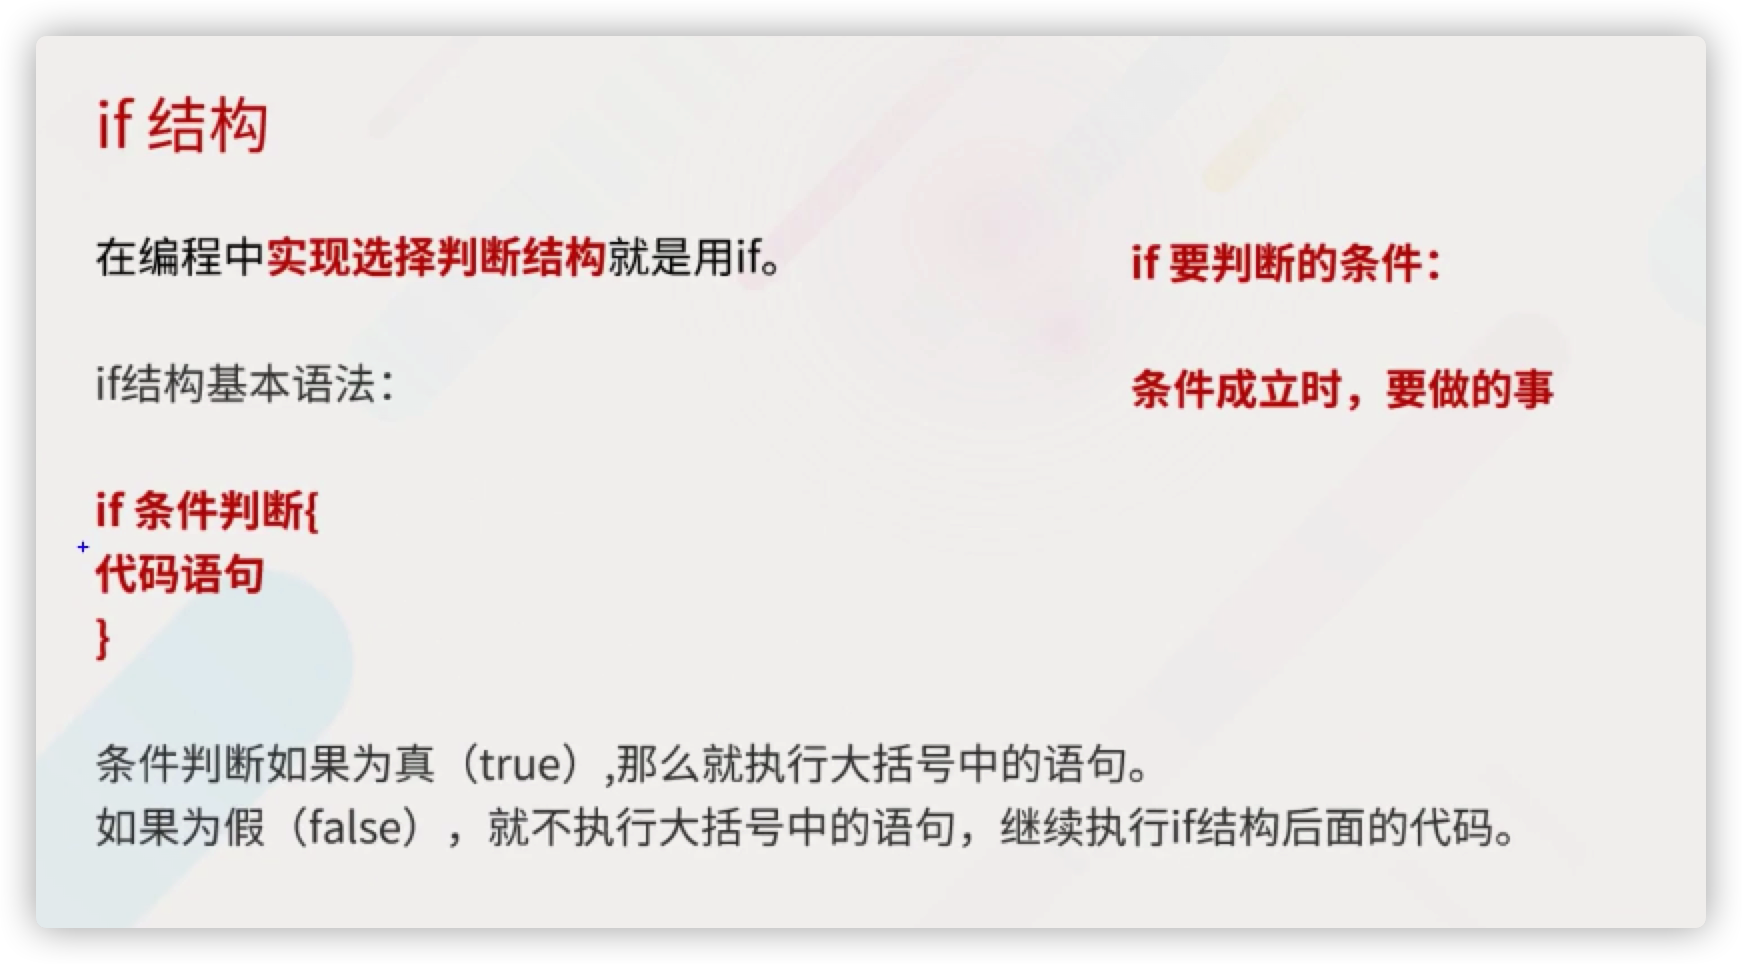 if 结构
在编程中实现选择判断结构就是用if。
if结构基本语法：
if 条件判断{
代码语句
}
if 要判断的条件：
条件成立时，要做的事
条件判断如果为真（true）,那么就执行大括号中的语句。
如果为假（false），就不执行大括号中的语句，继续执行if结构后面的代码。